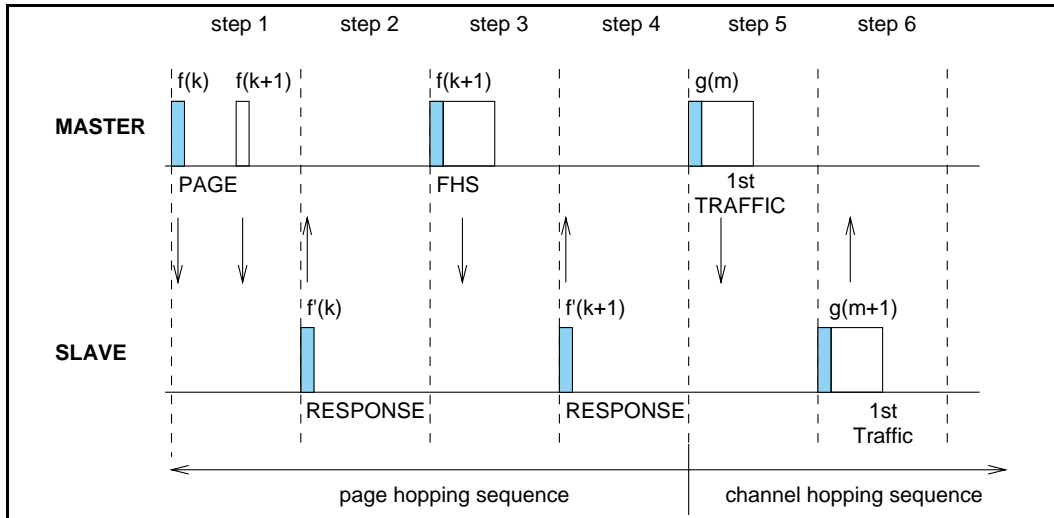 step 1 step 2 step 3 step 4 step 5 step 6
f(k) f(k+1) f(k+1) g(m)
MASTER
PAGE FHS 1st
TRAFFIC
f'(k) f'(k+1) g(m+1)
SLAVE
RESPONSE RESPONSE 1st
Traffic
page hopping sequence channel hopping sequence